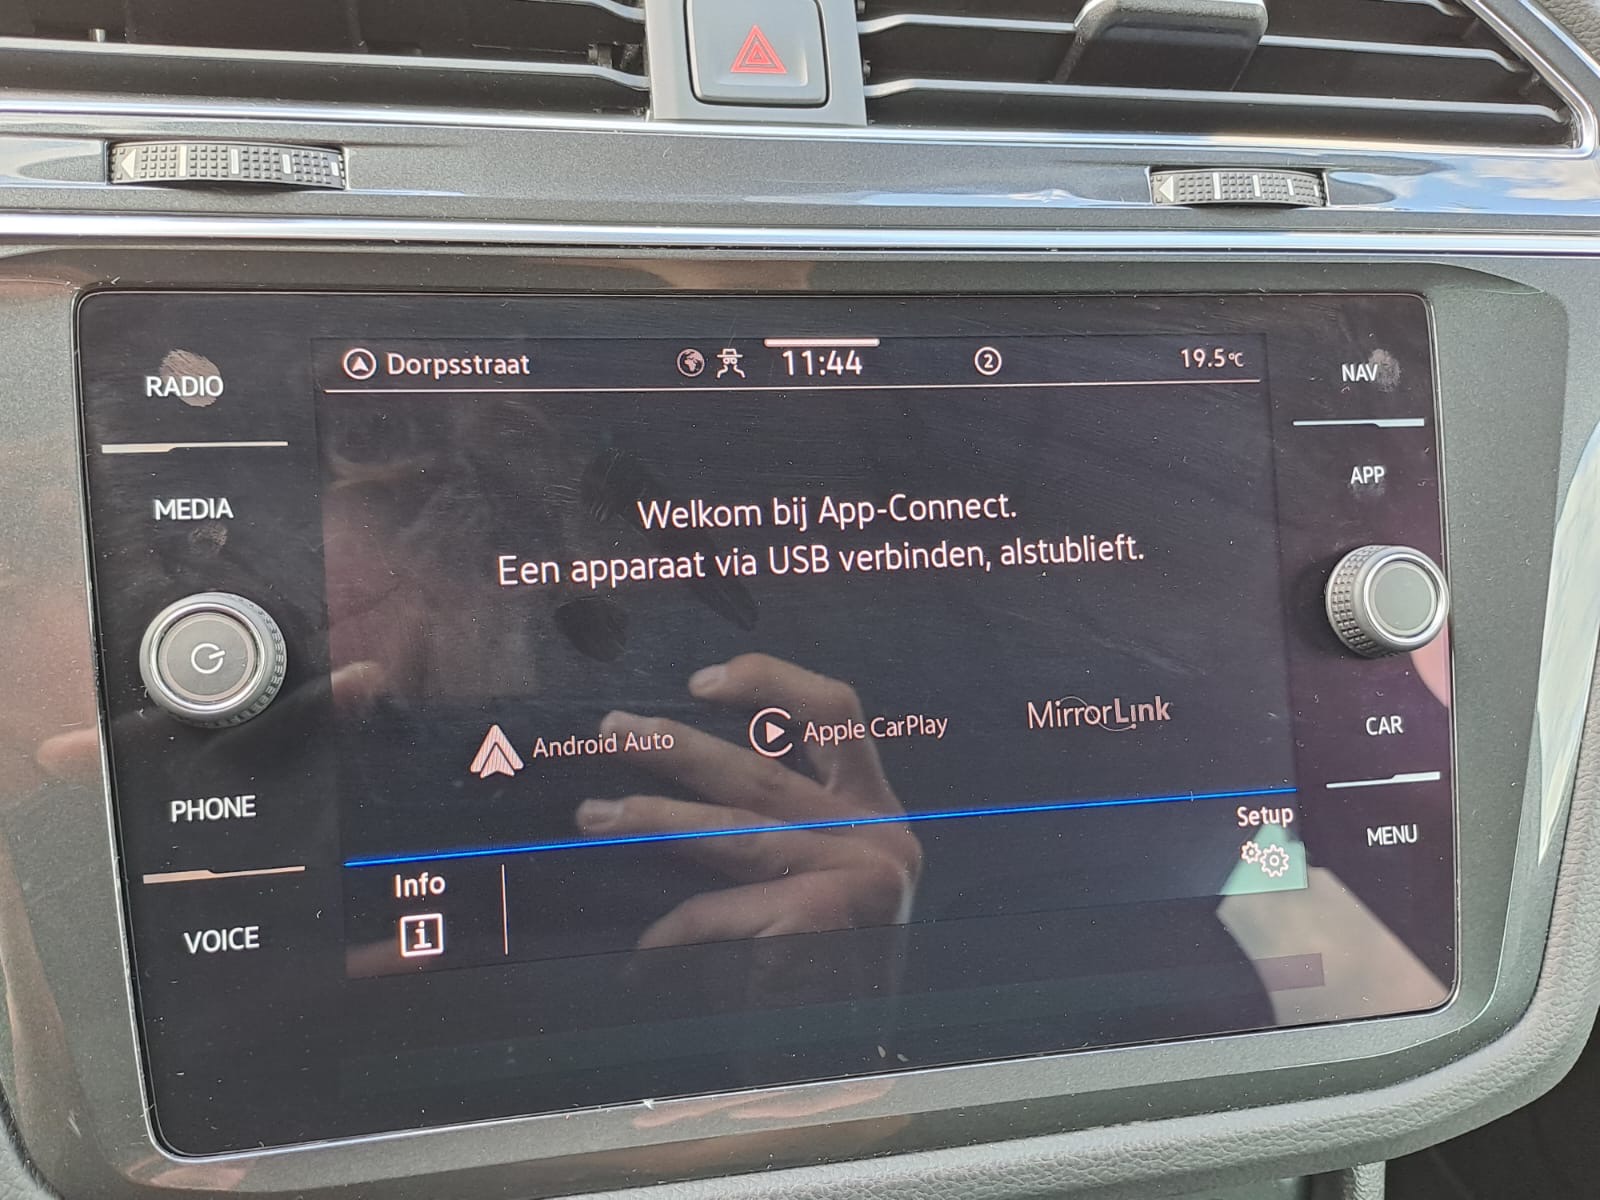 RADIO
MEDIA
PHONE
VOICE
Dorpsstraat
11:44
2
19.5°C
Welkom bij App-Connect.
Een apparaat via USB verbinden, alstublieft.
Android Auto
Apple CarPlay
MirrorLink
Setup
Info
i
NAV
APP
CAR
MENU